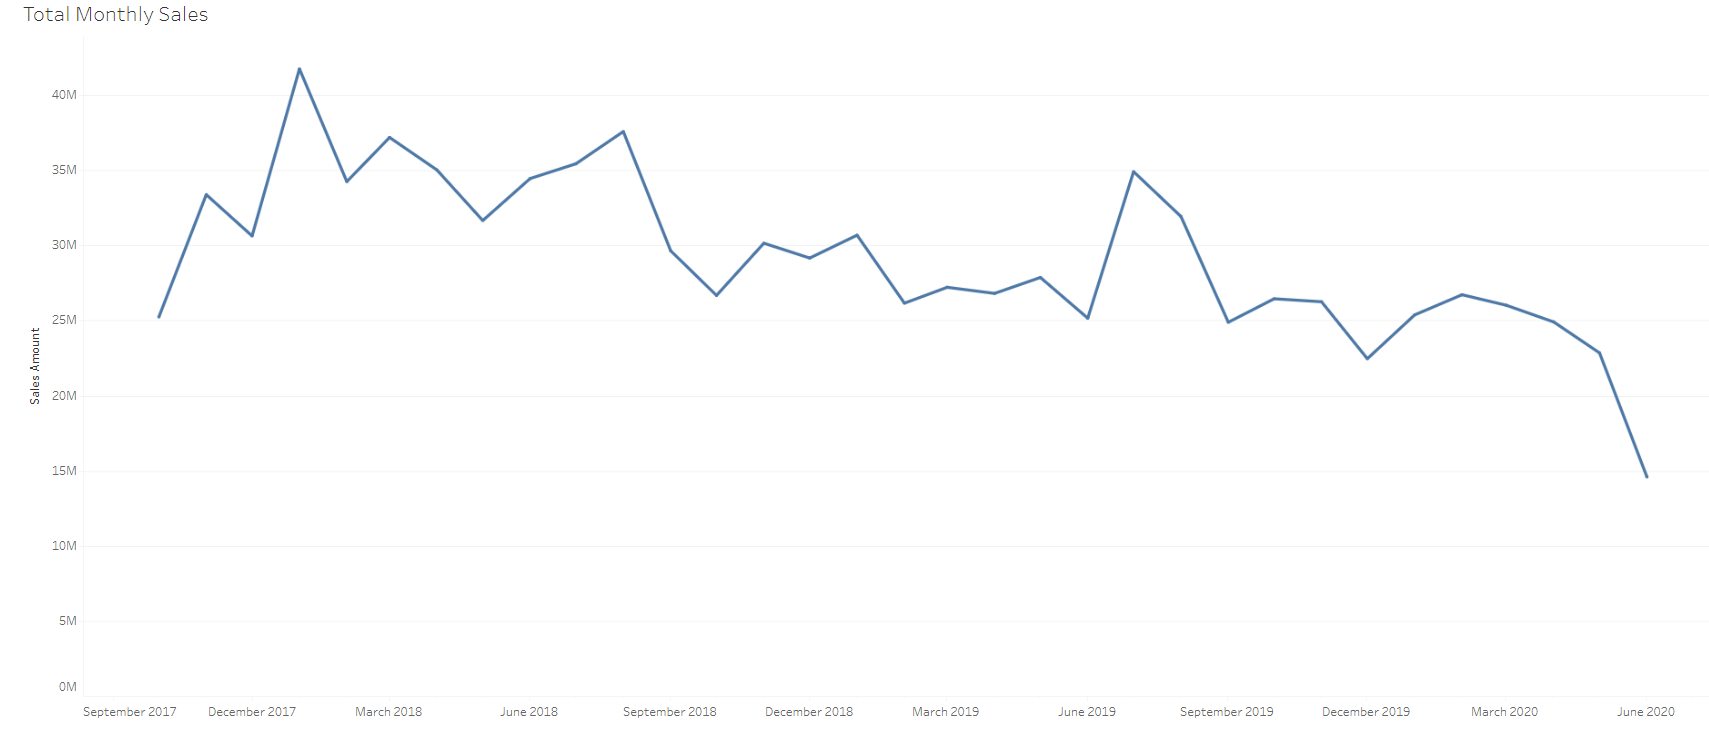 Total Monthly Sales
40M
35M
30M
25M
20M
15M
10M
5M
0M
Sales Amount
September 2017 December 2017 March 2018 June 2018 September 2018 December 2018 March 2019 June 2019 September 2019 December 2019 March 2020 June 2020